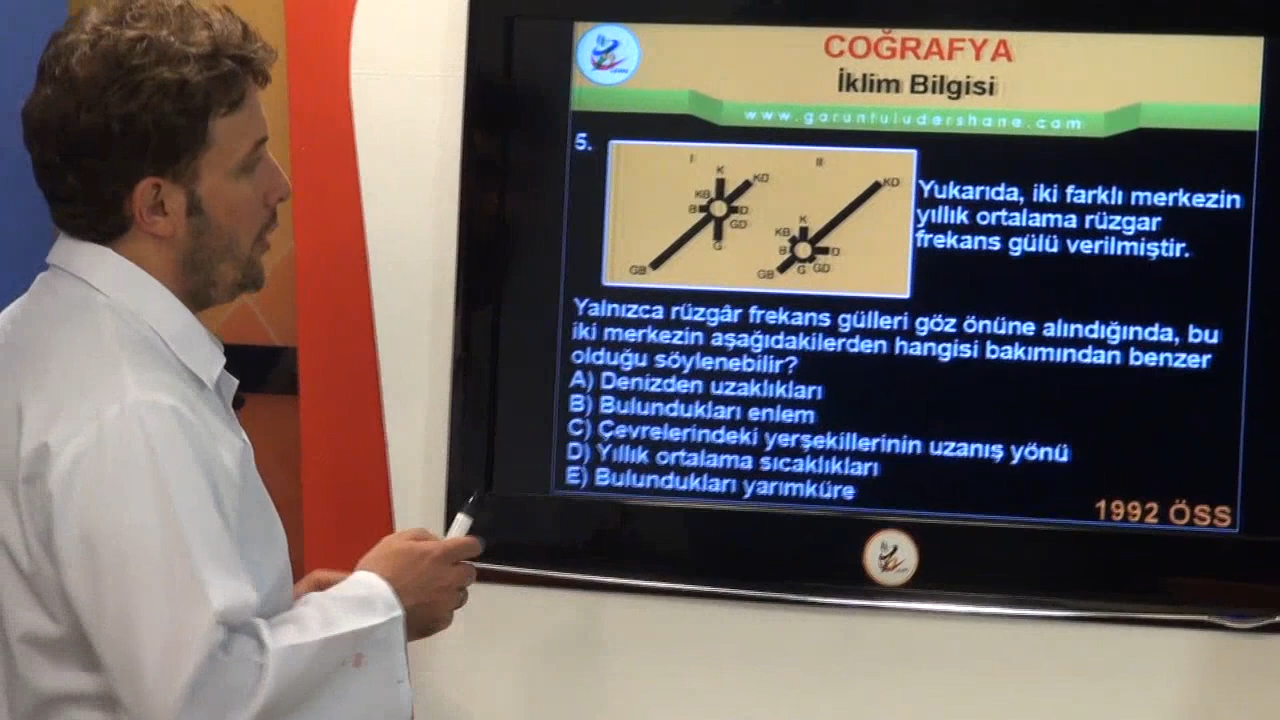 COĞRAFYA
İklim Bilgisi
www.goruntuludershane.com
5.
I
II
K
KD
KB
B
D
GD
G
GB
K
KD
KB
B
D
GB
G
GD
Yukarıda, iki farklı merkezin
yıllık ortalama rüzgar
frekans gülü verilmiştir.
Yalnızca rüzgâr frekans gülleri göz önüne alındığında, bu
iki merkezin aşağıdakilerden hangisi bakımından benzer
olduğu söylenebilir?
A) Denizden uzaklıkları
B) Bulundukları enlem
C) Çevrelerindeki yerşekillerinin uzanış yönü
D) Yıllık ortalama sıcaklıkları
E) Bulundukları yarımküre
1992 ÖSS